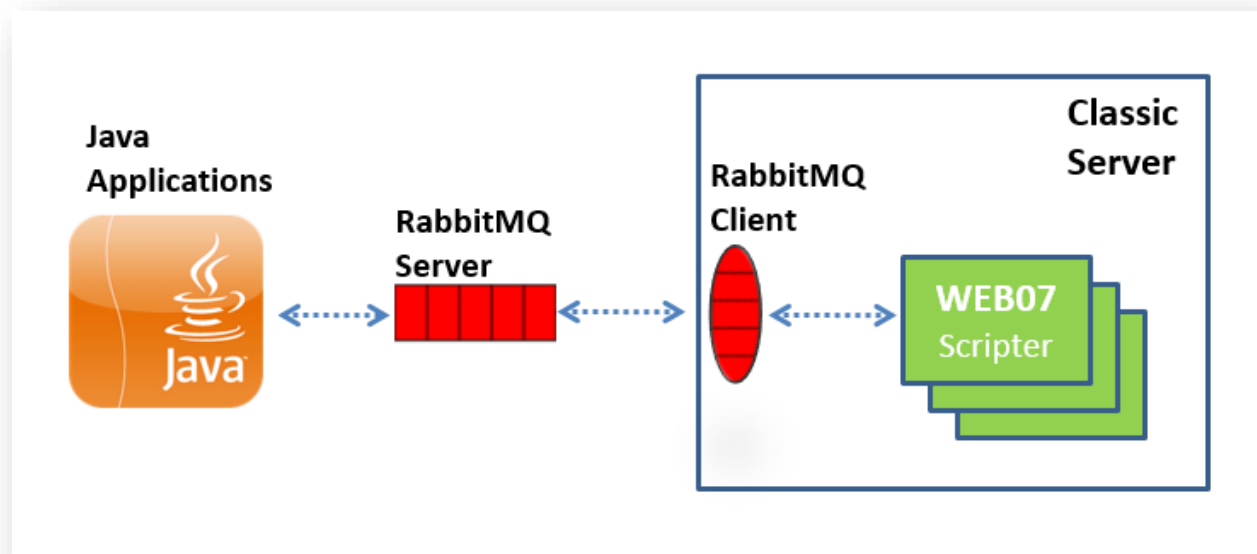 Java
Applications
Java
RabbitMQ
Server
RabbitMQ
Client
Classic
Server
WEB07
Scripter